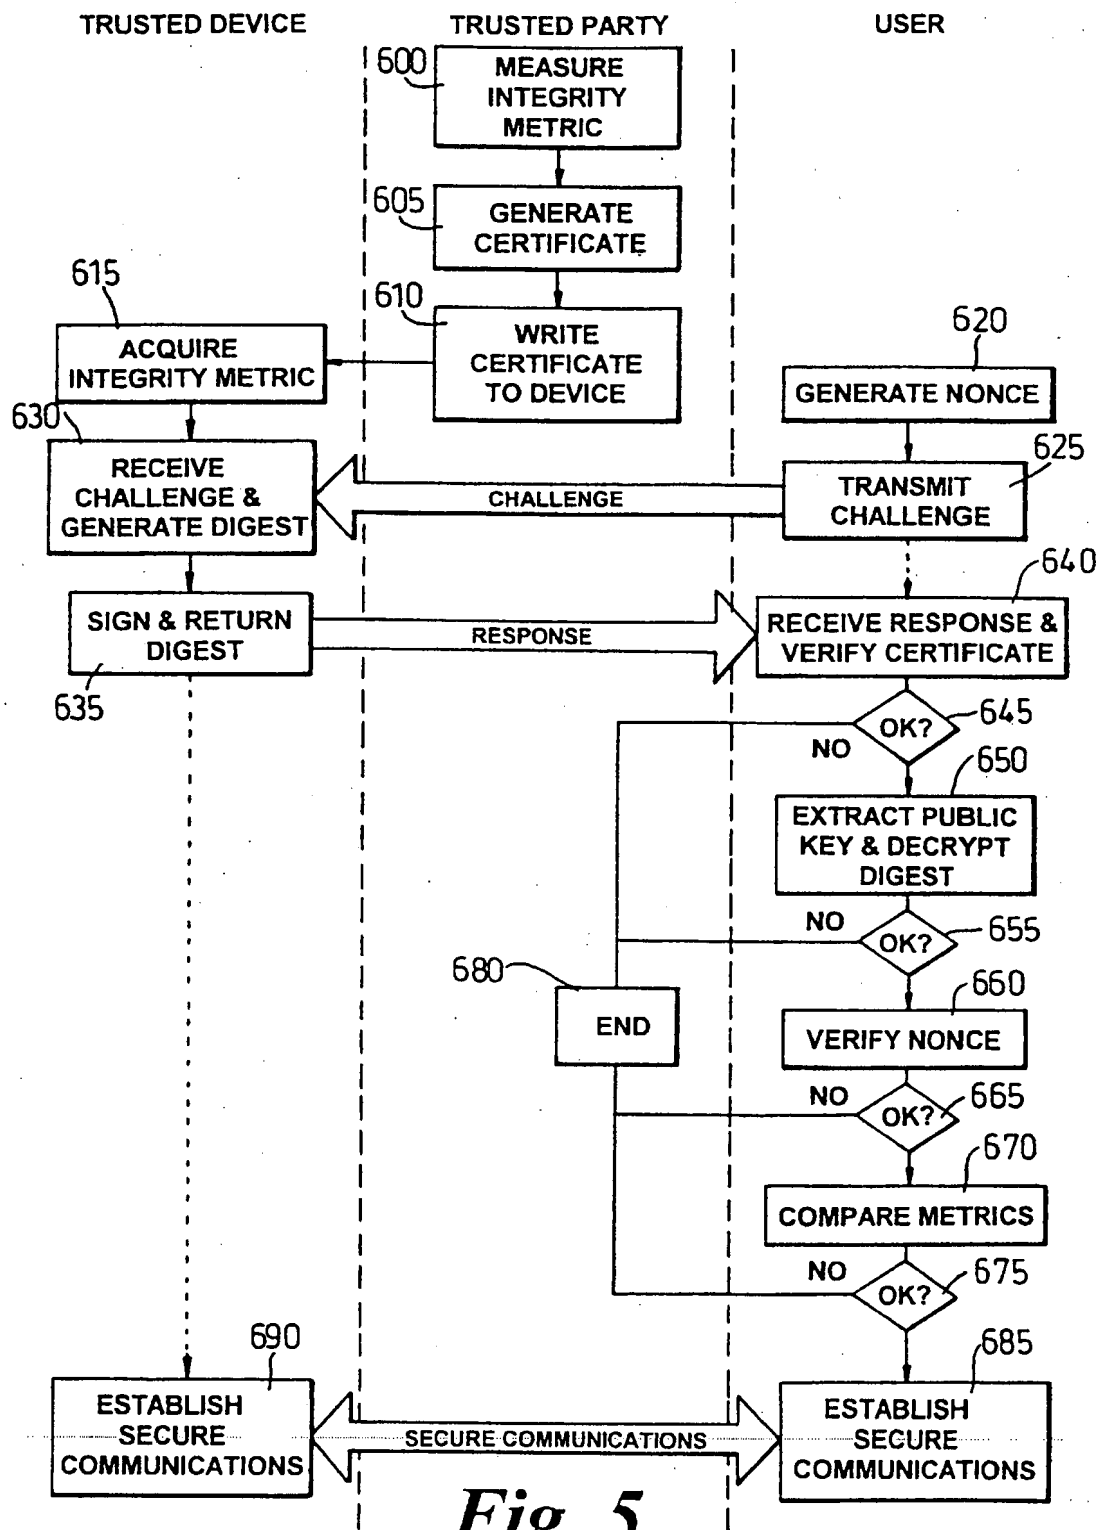 TRUSTED DEVICE
TRUSTED PARTY
USER
600
MEASURE
INTEGRITY
METRIC
605
GENERATE
CERTIFICATE
610
WRITE
CERTIFICATE
TO DEVICE
615
ACQUIRE
INTEGRITY METRIC
620
GENERATE NONCE
630
RECEIVE
CHALLENGE &
GENERATE DIGEST
CHALLENGE
625
TRANSMIT
CHALLENGE
SIGN & RETURN
DIGEST
635
RESPONSE
640
RECEIVE RESPONSE &
VERIFY CERTIFICATE
OK?
645
NO
650
EXTRACT PUBLIC
KEY & DECRYPT
DIGEST
NO
OK?
655
680
END
660
VERIFY NONCE
NO
OK?
665
670
COMPARE METRICS
NO
OK?
675
690
ESTABLISH
SECURE
COMMUNICATIONS
SECURE COMMUNICATIONS
685
ESTABLISH
SECURE
COMMUNICATIONS
Fig. 5